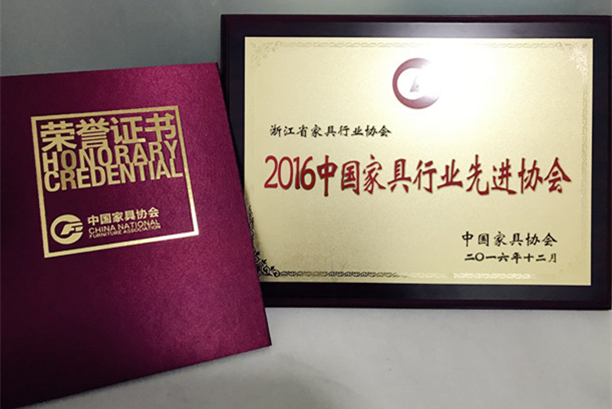 荣誉证书
HONORARY
CREDENTIAL
中国家具协会
CHINA NATIONAL
FURNITURE ASSOCIATION
浙江省家具行业协会
2016中国家具行业先进协会
中国家具协会
二〇一六年十二月